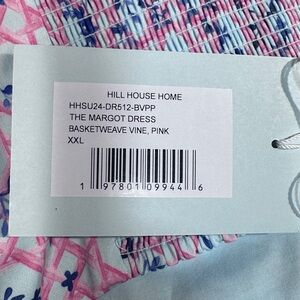 HILL HOUSE HOME
HHSU24-DR512-BVPP
THE MARGOT DRESS
BASKETWEAVE VINE, PINK
XXL
1 97801 09944 6